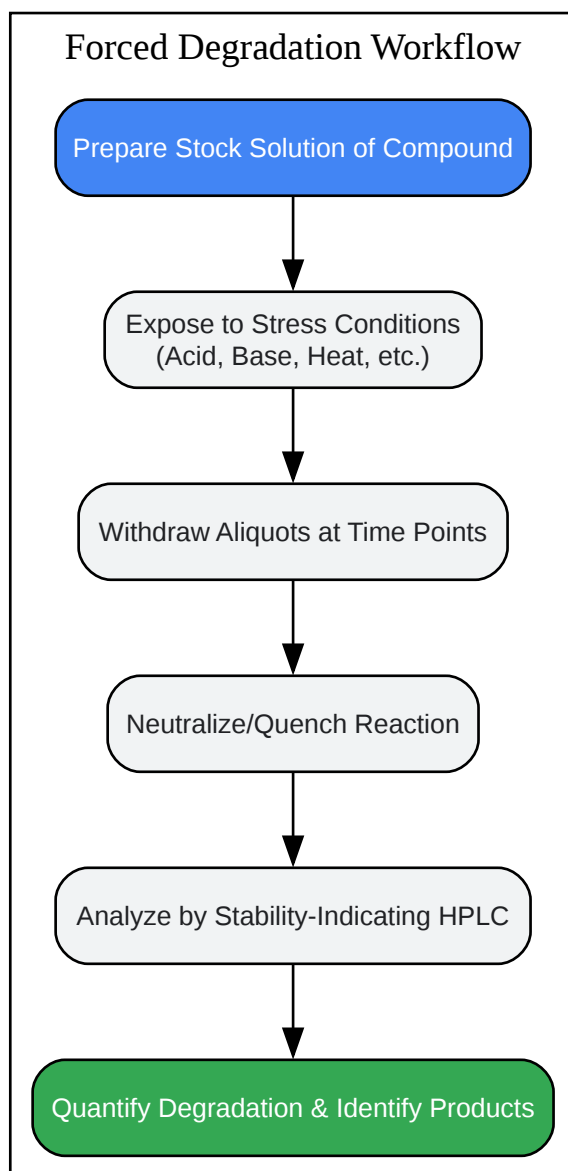 Forced Degradation Workflow
Prepare Stock Solution of Compound
Expose to Stress Conditions
(Acid, Base, Heat, etc.)
Withdraw Aliquots at Time Points
Neutralize/Quench Reaction
Analyze by Stability-Indicating HPLC
Quantify Degradation & Identify Products